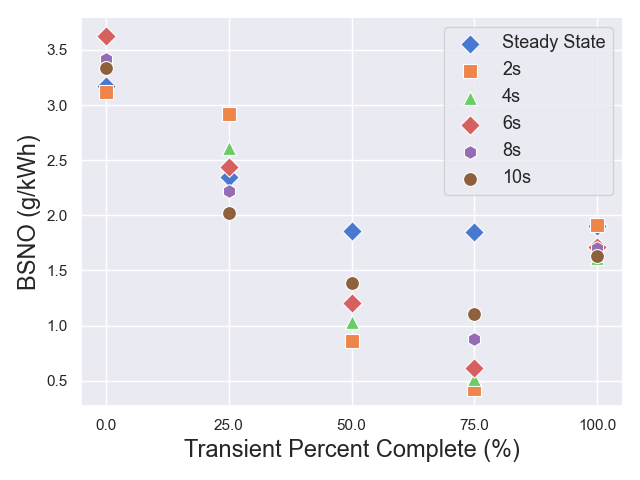 BSNO (g/kWh)
3.5
3.0
2.5
2.0
1.5
1.0
0.5
Steady State
2s
4s
6s
8s
10s
0.0
25.0
50.0
75.0
100.0
Transient Percent Complete (%)